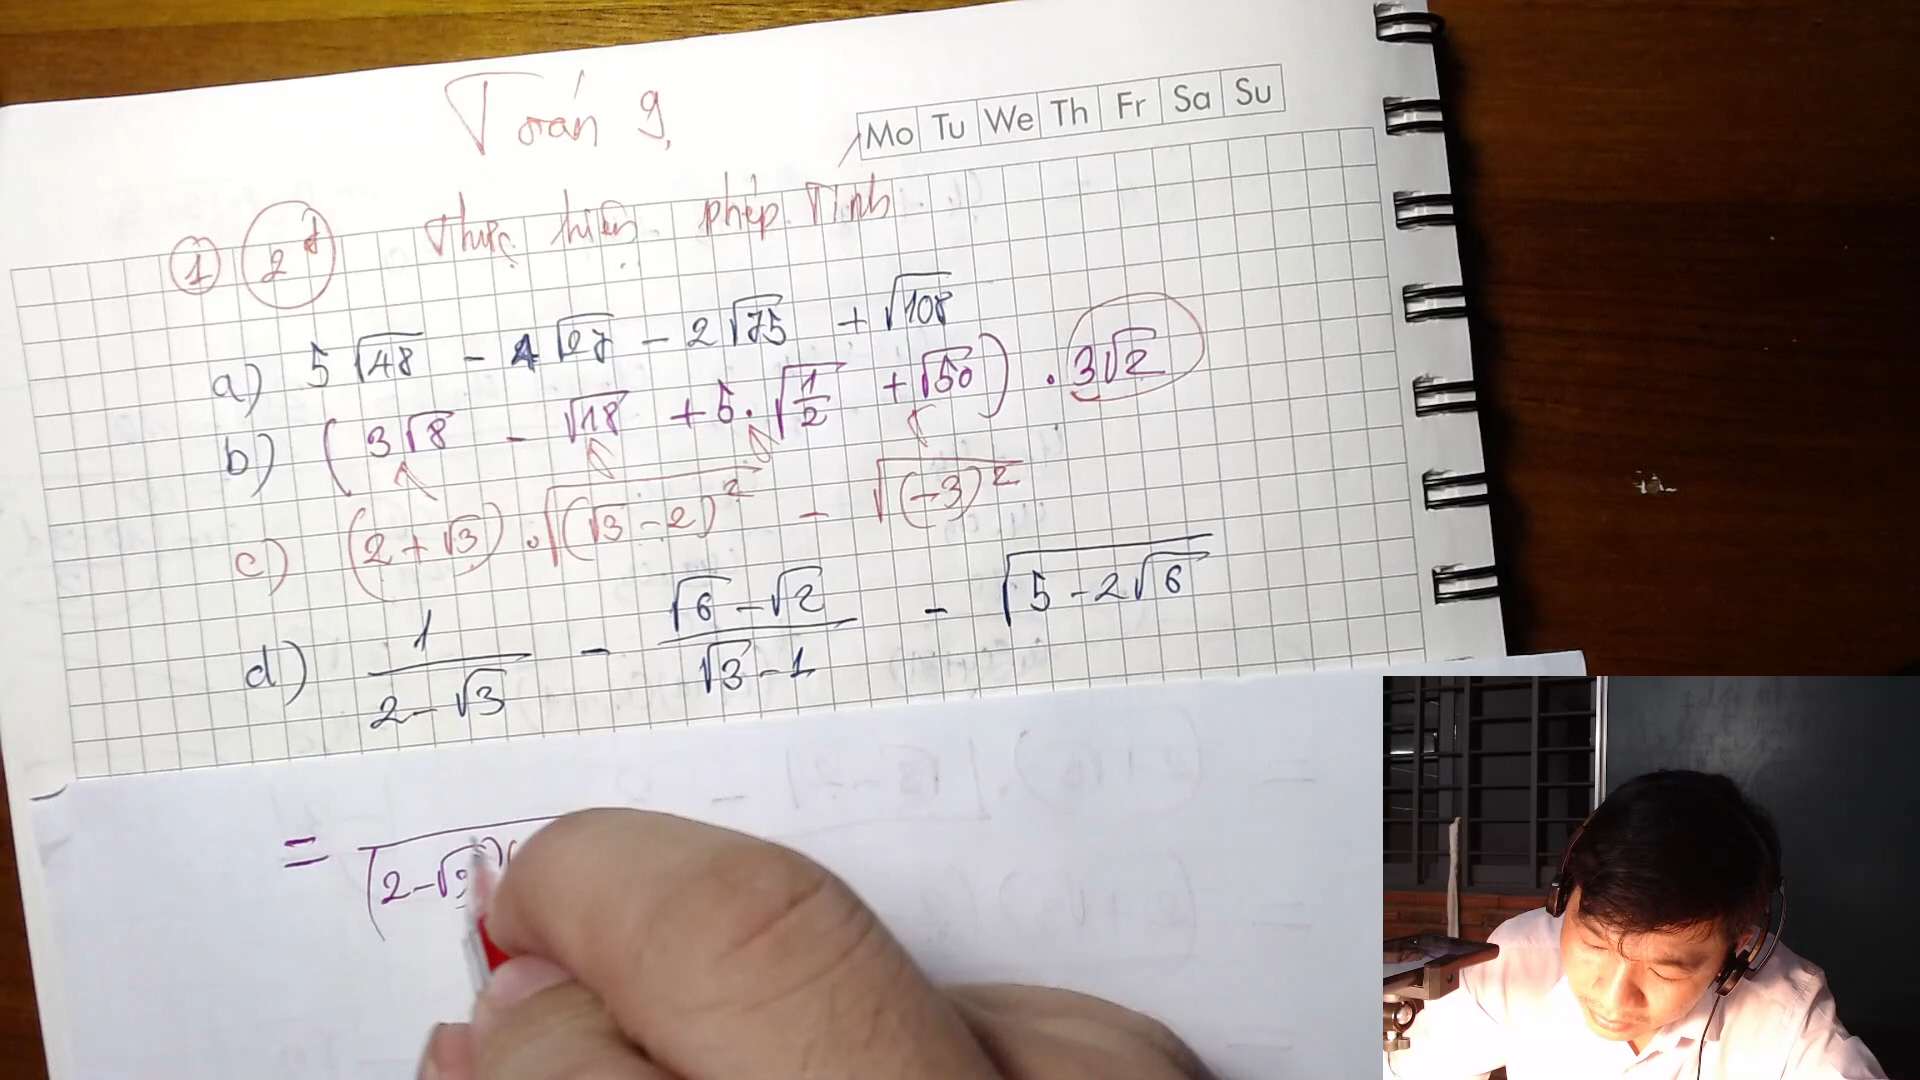 Toán 9.
Mo Tu We Th Fr Sa Su
① 2đ Thực hiện phép Tính
a) 5√48 - 4√27 - 2√75 + √108
b) (3√8 - √18 + 5.√(1/2) + √50) . 3√2
c) (2+√3).√((√3-2)²) - √((-3)²)
d) 1/(2-√3) - (√6-√2)/(√3-1) - √(5-2√6)
= (2-√3)(